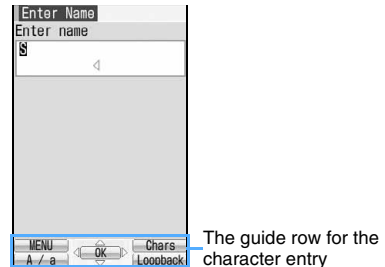 Enter Name
Enter name
S
MENU OK Chars
A / a Loopback
The guide row for the
character entry